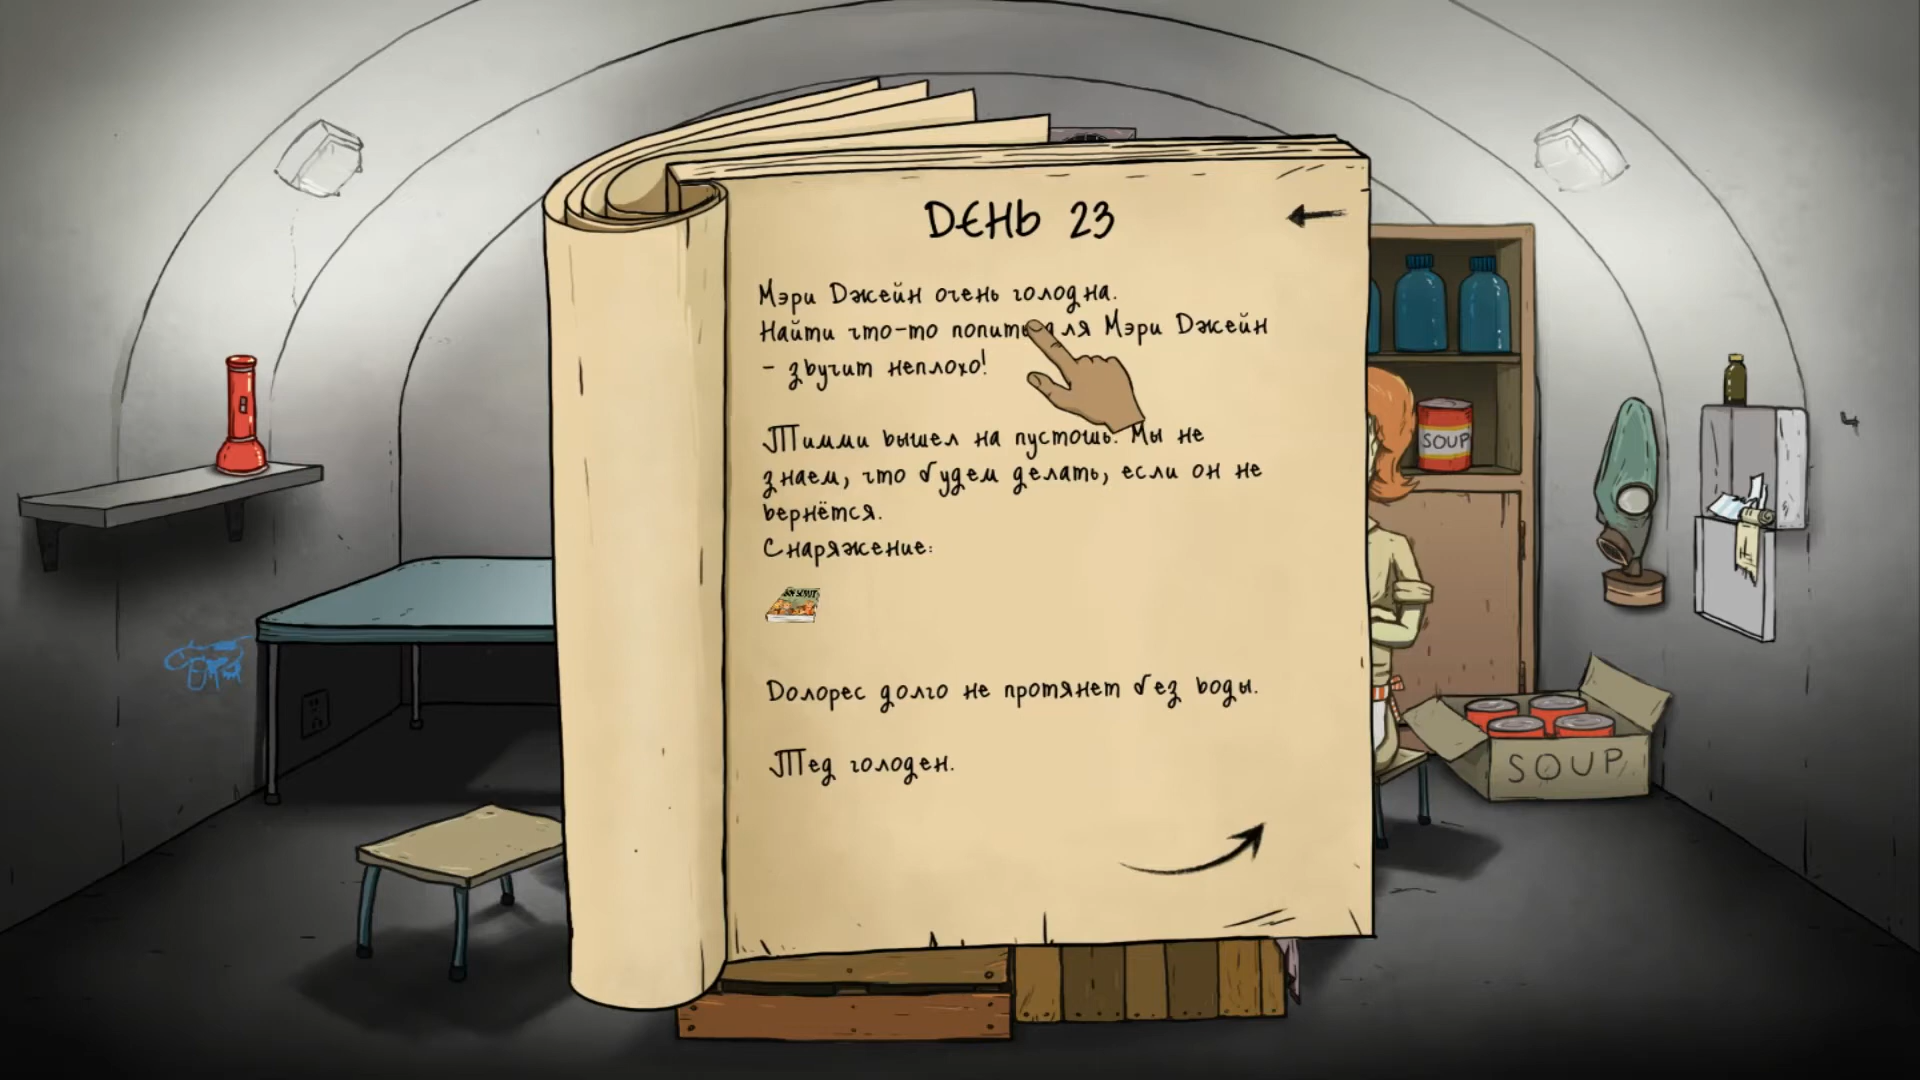 ДЕНЬ 23
Мэри Джейн очень голодна.
Найти что-то попить для Мэри Джейн
- звучит неплохо!
Тимми вышел на пустошь. Мы не
знаем, что будем делать, если он не
вернётся.
Снаряжение:
Долорес долго не протянет без воды.
Тед голоден.
SOUP
SOUP